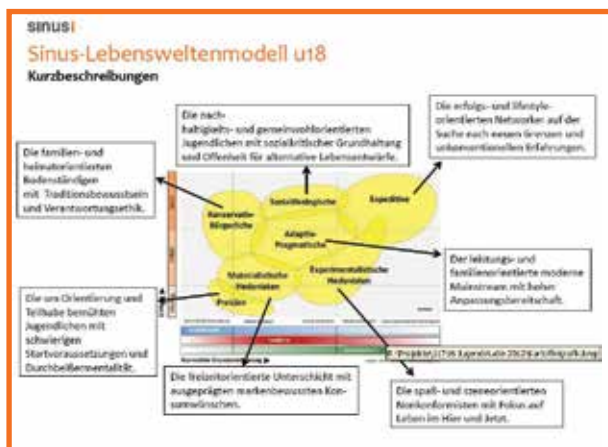 sinus
Sinus-Lebensweltenmodell u18
Kurzbeschreibungen
Die nach-
haltigkeits- und gemeinwohlorientierten
Jugendlichen mit sozialkritischer Grundhaltung
und Offenheit für alternative Lebensentwürfe.
Die erfolgs- und lifestyle-
orientierten Networker auf der
Suche nach neuen Grenzen und
unkonventionellen Erfahrungen.
Die familien- und
heimatorientierten
Bodenständigen
mit Traditionsbewusstsein
und Verantwortungsethik.
Sozialökologische
Expeditive
Konservativ-
Bürgerliche
Adaptiv-
Pragmatische
Materialistische
Hedonisten
Experimentalistische
Hedonisten
Prekäre
Der leistungs- und
familienorientierte moderne
Mainstream mit hoher
Anpassungsbereitschaft.
Die um Orientierung und
Teilhabe bemühten
Jugendlichen mit
schwierigen
Startvoraussetzungen und
Durchbeißermentalität.
Die freizeitorientierte Unterschicht mit
ausgeprägten markenbewussten Kon-
sumwünschen.
Die spaß- und szeneorientierten
Nonkonformisten mit Fokus auf
Leben im Hier und Jetzt.